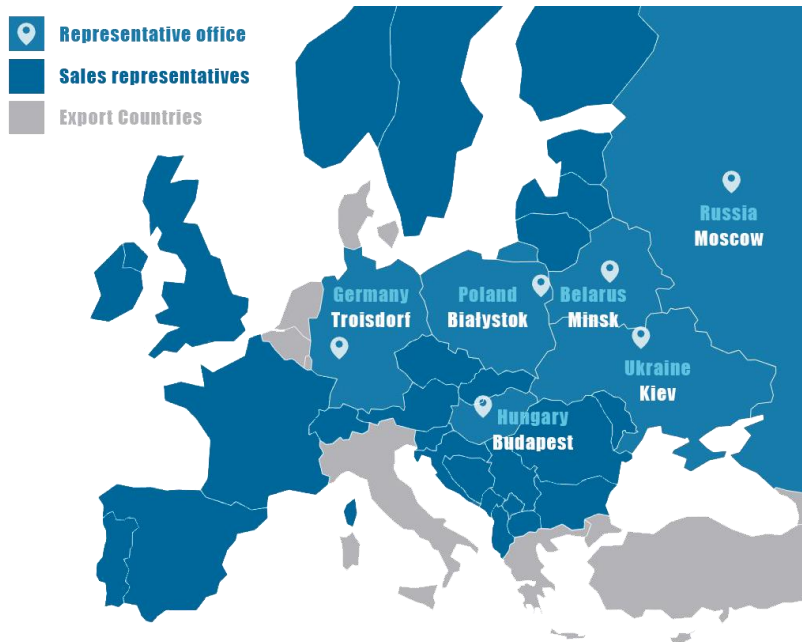 Representative office
Sales representatives
Export Countries
Russia
Moscow
Germany
Troisdorf
Poland
Białystok
Belarus
Minsk
Ukraine
Kiev
Hungary
Budapest